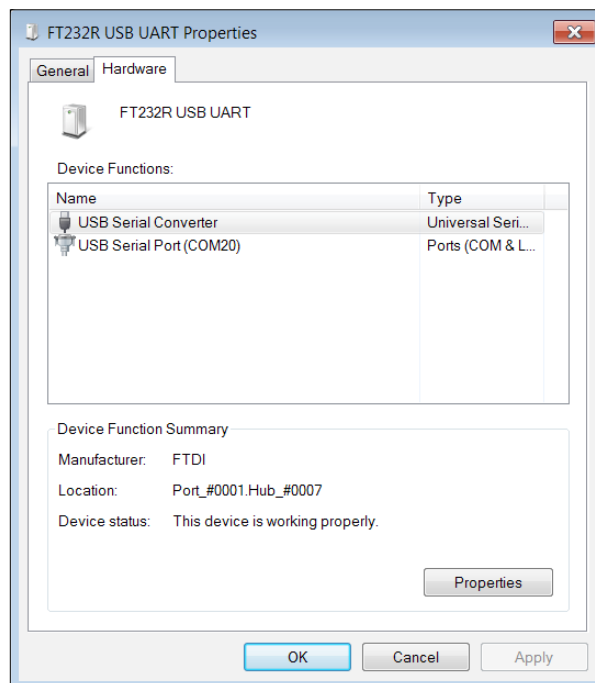 FT232R USB UART Properties
General Hardware
FT232R USB UART
Device Functions:
Name Type
USB Serial Converter Universal Seri...
USB Serial Port (COM20) Ports (COM & L...
Device Function Summary
Manufacturer: FTDI
Location: Port_#0001.Hub_#0007
Device status: This device is working properly.
Properties
OK Cancel Apply